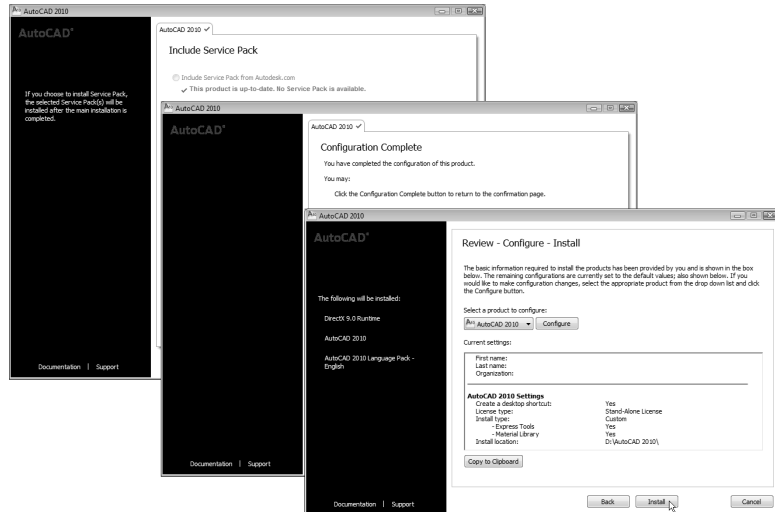 AutoCAD 2010
AutoCAD®
If you choose to install Service Pack,
the selected Service Pack(s) will be
installed after the main installation is
completed.
Documentation | Support
AutoCAD 2010
Include Service Pack
Include Service Pack from Autodesk.com
This product is up-to-date. No Service Pack is available.
AutoCAD 2010
AutoCAD®
Documentation | Support
AutoCAD 2010
Configuration Complete
You have completed the configuration of this product.
You may:
Click the Configuration Complete button to return to the confirmation page.
AutoCAD 2010
AutoCAD®
The following will be installed:
DirectX 9.0 Runtime
AutoCAD 2010
AutoCAD 2010 Language Pack -
English
Documentation | Support
Review - Configure - Install
The basic information required to install the products has been provided by you and is shown in the box
below. The remaining configurations are currently set to the default values; also shown below. If you
would like to make configuration changes, select the appropriate product from the drop down list and click
the Configure button.
Select a product to configure:
AutoCAD 2010 Configure
Current settings:
First name:
Last name:
Organization:
AutoCAD 2010 Settings
Create a desktop shortcut: Yes
License type: Stand-Alone License
Install type: Custom
- Express Tools Yes
- Material Library Yes
Install location: D:\AutoCAD 2010\
Copy to Clipboard
Back Install Cancel